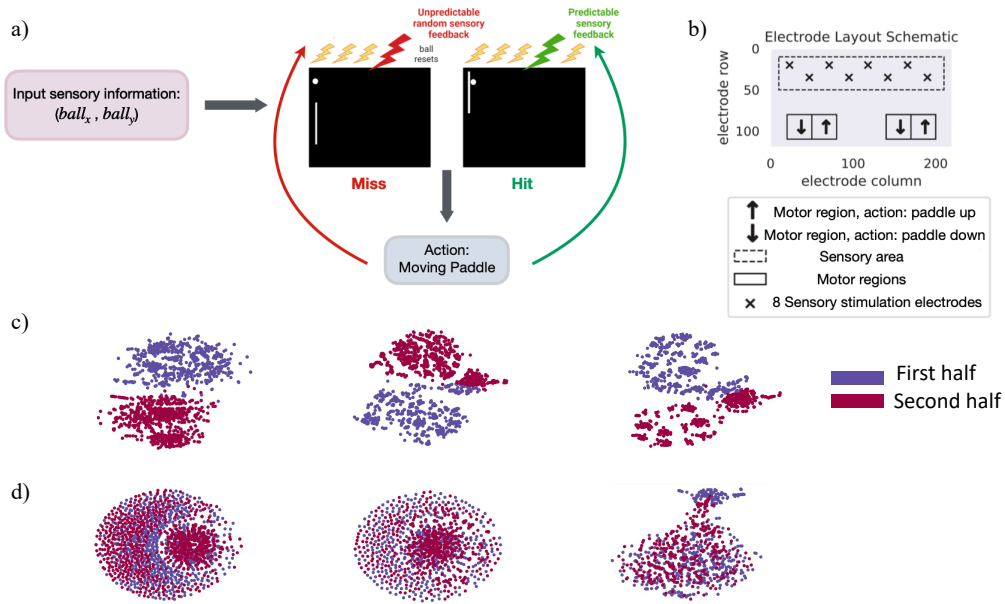 a)
Unpredictable
random sensory
feedback
ball
resets
Predictable
sensory
feedback
Input sensory information:
(ball_x , ball_y)
Miss
Hit
Action:
Moving Paddle
b)
Electrode Layout Schematic
electrode row
0
50
100
0
100
200
electrode column
↑ Motor region, action: paddle up
↓ Motor region, action: paddle down
Sensory area
Motor regions
× 8 Sensory stimulation electrodes
c)
First half
Second half
d)